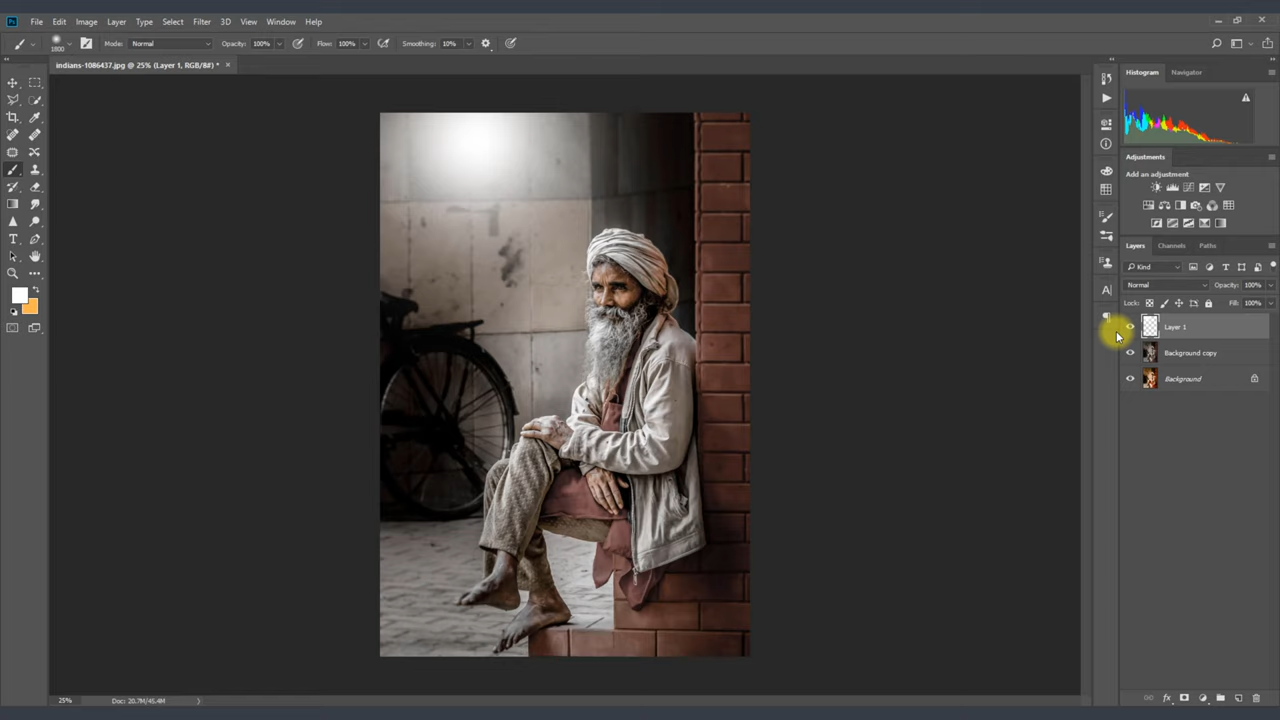 Ps File Edit Image Layer Type Select Filter 3D View Window Help
1800 Mode: Normal Opacity: 100% Flow: 100% Smoothing: 10%
indians-1086437.jpg @ 25% (Layer 1, RGB/8#) *
Histogram Navigator
Adjustments
Add an adjustment
Layers Channels Paths
Kind
Normal Opacity: 100%
Lock: Fill: 100%
Layer 1
Background copy
Background
25% Doc: 20.7M/45.4M